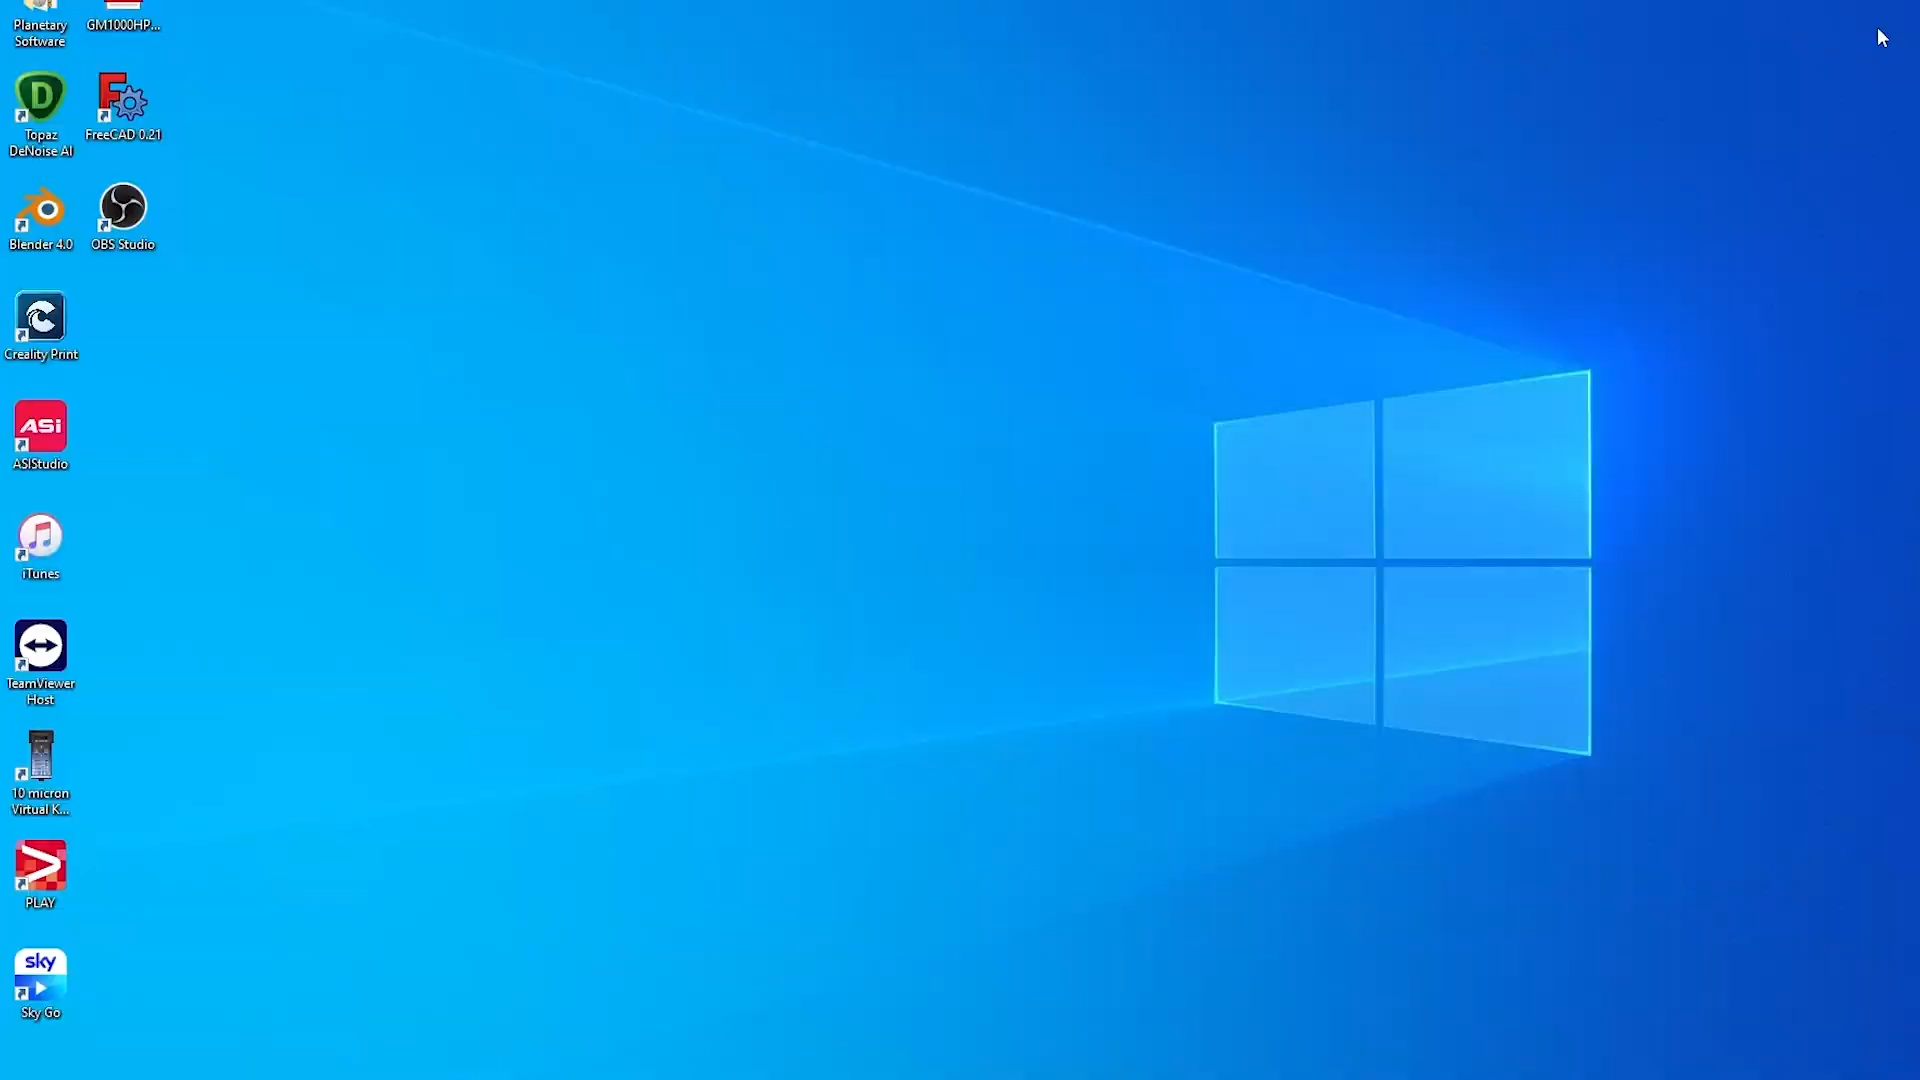 Planetary
Software
GM1000HP...
D
Topaz
DeNoise AI
FreeCAD 0.21
Blender 4.0
OBS Studio
Creality Print
ASi
ASIStudio
iTunes
TeamViewer
Host
10 micron
Virtual K...
PLAY
sky
Sky Go